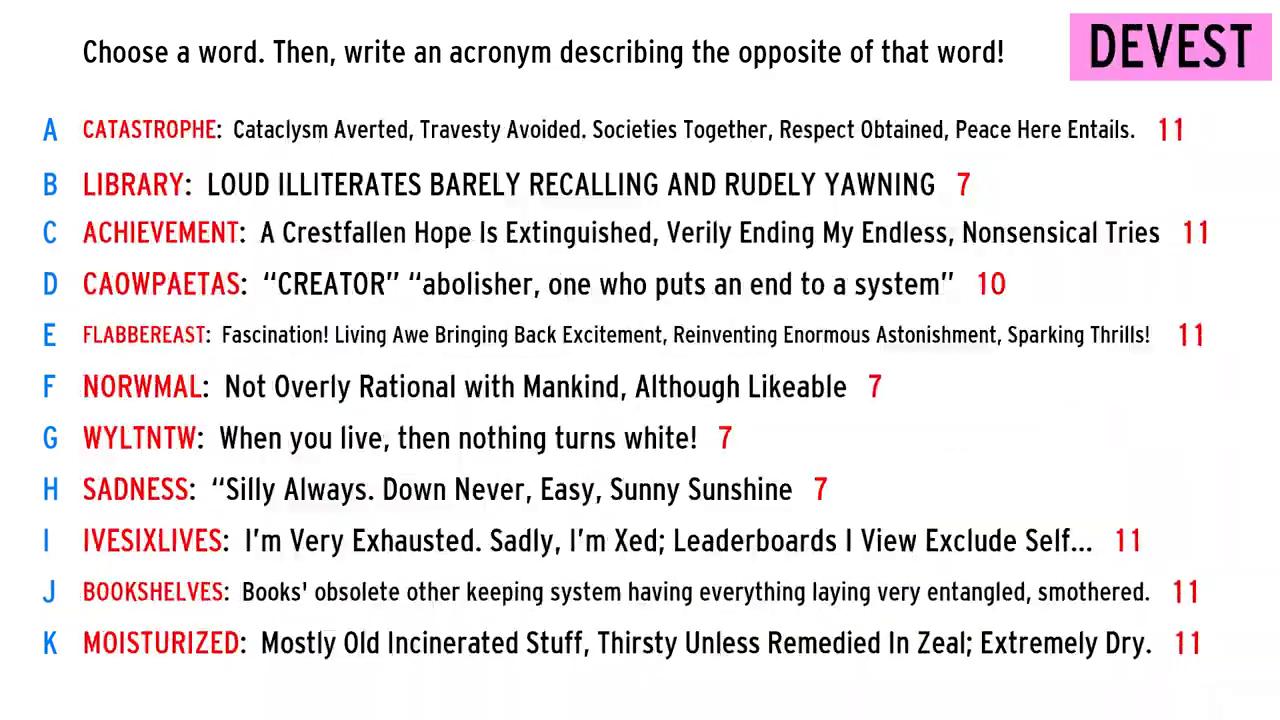 Choose a word. Then, write an acronym describing the opposite of that word!
DEVEST
A CATASTROPHE: Cataclysm Averted, Travesty Avoided. Societies Together, Respect Obtained, Peace Here Entails. 11
B LIBRARY: LOUD ILLITERATES BARELY RECALLING AND RUDELY YAWNING 7
C ACHIEVEMENT: A Crestfallen Hope Is Extinguished, Verily Ending My Endless, Nonsensical Tries 11
D CAOWPAETAS: “CREATOR” “abolisher, one who puts an end to a system” 10
E FLABBEREAST: Fascination! Living Awe Bringing Back Excitement, Reinventing Enormous Astonishment, Sparking Thrills! 11
F NORWMAL: Not Overly Rational with Mankind, Although Likeable 7
G WYLTNTW: When you live, then nothing turns white! 7
H SADNESS: “Silly Always. Down Never, Easy, Sunny Sunshine 7
I IVESIXLIVES: I’m Very Exhausted. Sadly, I’m Xed; Leaderboards I View Exclude Self... 11
J BOOKSHELVES: Books' obsolete other keeping system having everything laying very entangled, smothered. 11
K MOISTURIZED: Mostly Old Incinerated Stuff, Thirsty Unless Remedied In Zeal; Extremely Dry. 11